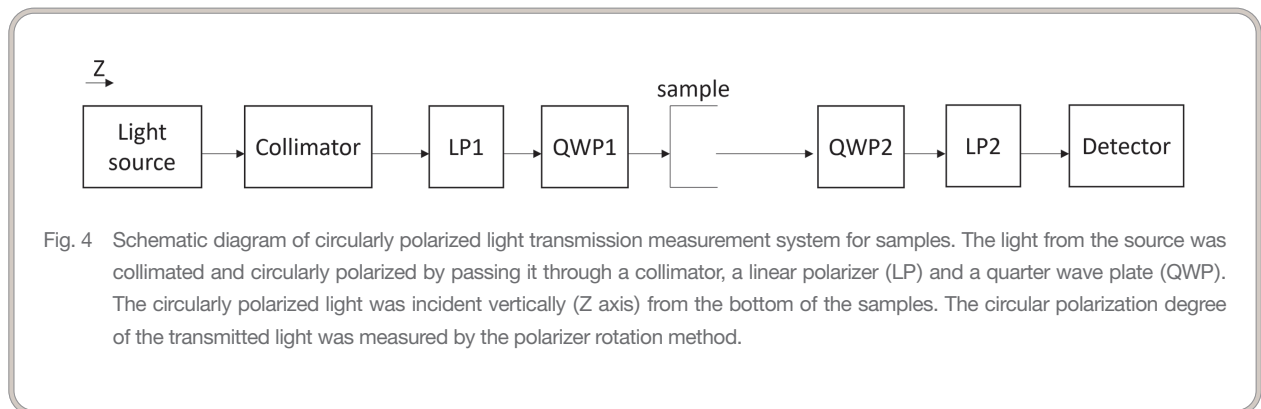 Z
sample
Light
source
Collimator
LP1
QWP1
QWP2
LP2
Detector
Fig. 4 Schematic diagram of circularly polarized light transmission measurement system for samples. The light from the source was
collimated and circularly polarized by passing it through a collimator, a linear polarizer (LP) and a quarter wave plate (QWP).
The circularly polarized light was incident vertically (Z axis) from the bottom of the samples. The circular polarization degree
of the transmitted light was measured by the polarizer rotation method.